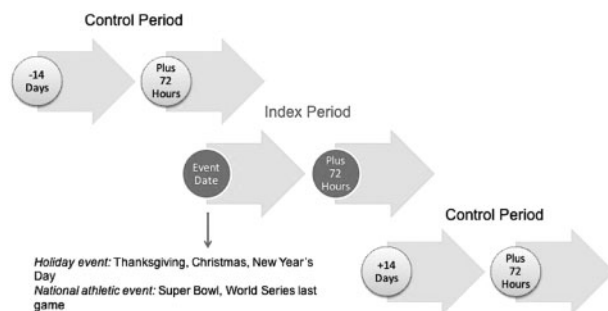 Control Period
-14
Days
Plus
72
Hours
Index Period
Event
Date
Plus
72
Hours
Control Period
+14
Days
Plus
72
Hours
Holiday event: Thanksgiving, Christmas, New Year's
Day
National athletic event: Super Bowl, World Series last
game